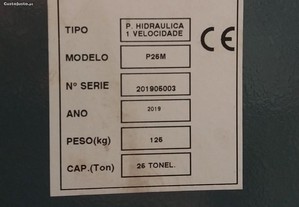 CustoJusto.pt
TIPO
P. HIDRAULICA
1 VELOCIDADE
MODELO
P26M
Nº SERIE
201905003
ANO
2019
PESO(kg)
126
CAP.(Ton)
25 TONEL.
CE